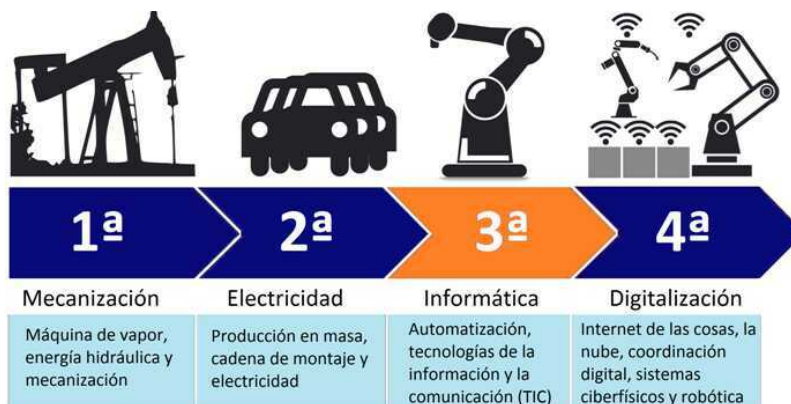 1ª
2ª
3ª
4ª
Mecanización
Electricidad
Informática
Digitalización
Máquina de vapor,
energía hidráulica y
mecanización
Producción en masa,
cadena de montaje y
electricidad
Automatización,
tecnologías de la
información y la
comunicación (TIC)
Internet de las cosas, la
nube, coordinación
digital, sistemas
ciberfísicos y robótica